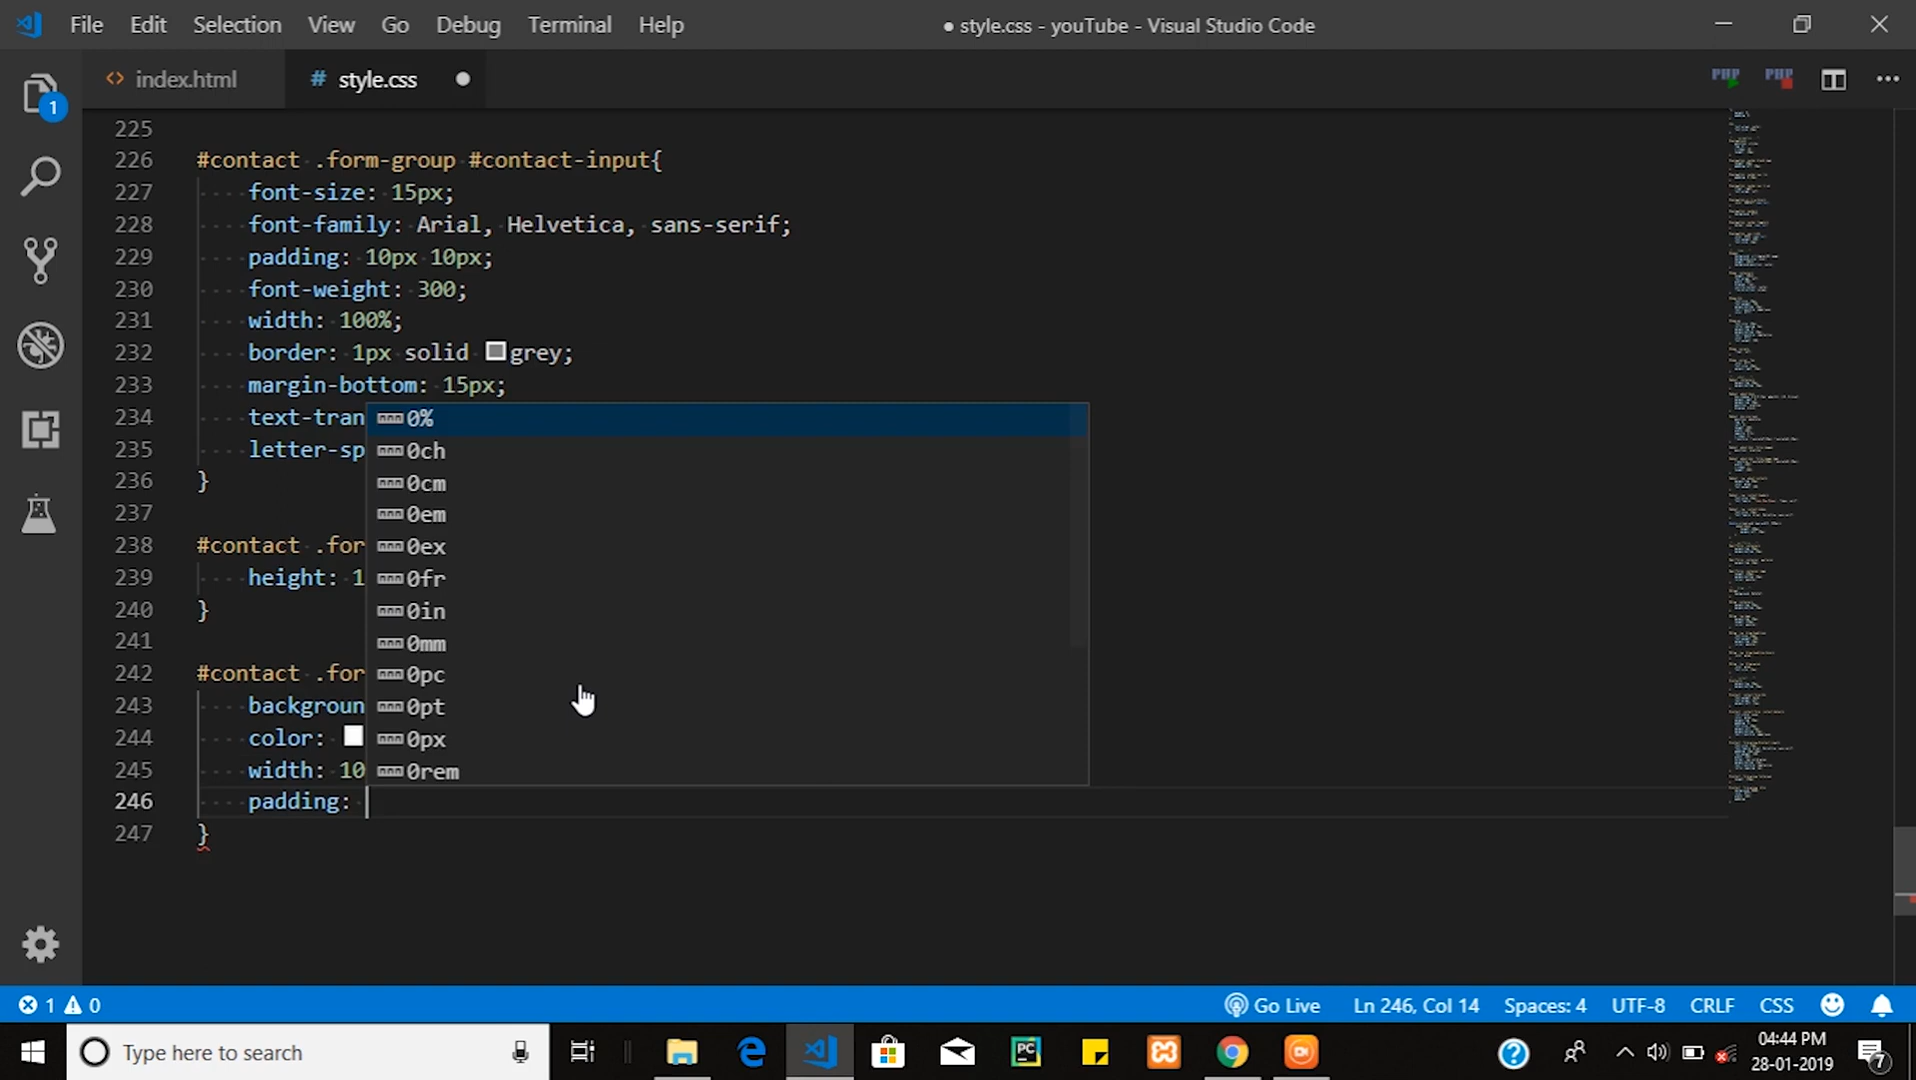 File Edit Selection View Go Debug Terminal Help
● style.css - youTube - Visual Studio Code
<> index.html
# style.css ●
PHP PHP
1
225
226 #contact .form-group #contact-input{
227 font-size: 15px;
228 font-family: Arial, Helvetica, sans-serif;
229 padding: 10px 10px;
230 font-weight: 300;
231 width: 100%;
232 border: 1px solid grey;
233 margin-bottom: 15px;
234 text-tran
235 letter-sp
236 }
237
238 #contact .for
239 height: 1
240 }
241
242 #contact .for
243 backgroun
244 color:
245 width: 10
246 padding:
247 }
0%
0ch
0cm
0em
0ex
0fr
0in
0mm
0pc
0pt
0px
0rem
1 0
Go Live Ln 246, Col 14 Spaces: 4 UTF-8 CRLF CSS
Type here to search
PC
?
04:44 PM
28-01-2019
7